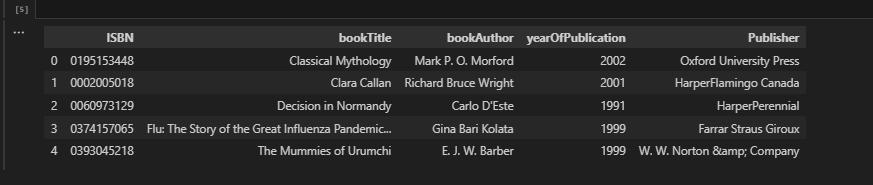 [5]
...
ISBN bookTitle bookAuthor yearOfPublication Publisher
0 0195153448 Classical Mythology Mark P. O. Morford 2002 Oxford University Press
1 0002005018 Clara Callan Richard Bruce Wright 2001 HarperFlamingo Canada
2 0060973129 Decision in Normandy Carlo D'Este 1991 HarperPerennial
3 0374157065 Flu: The Story of the Great Influenza Pandemic... Gina Bari Kolata 1999 Farrar Straus Giroux
4 0393045218 The Mummies of Urumchi E. J. W. Barber 1999 W. W. Norton &amp; Company